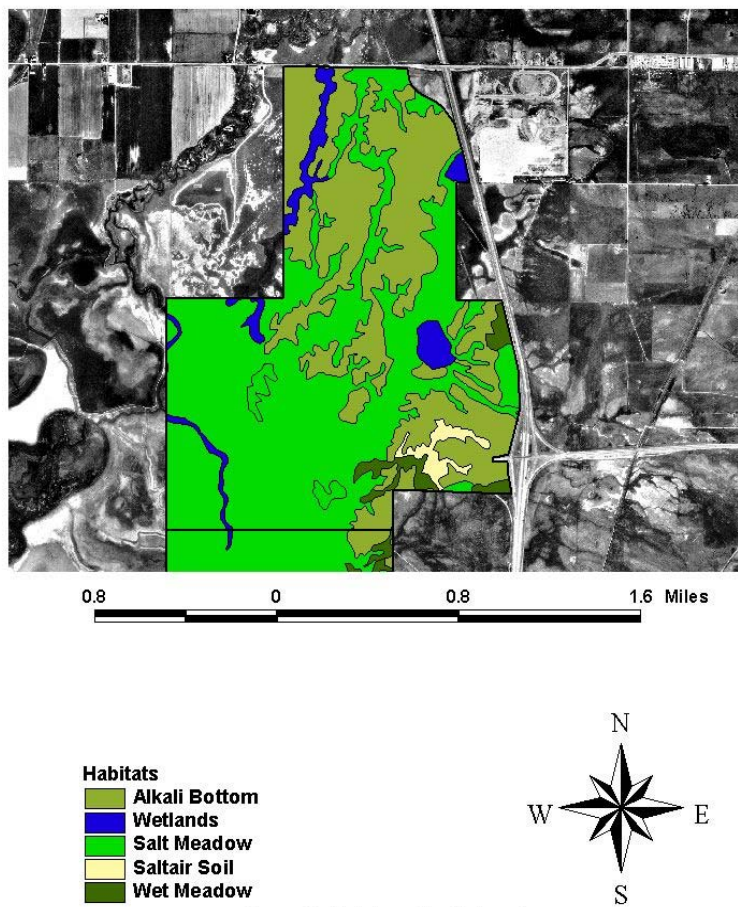 0.8 0 0.8 1.6 Miles
N
W E
S
Habitats
Alkali Bottom
Wetlands
Salt Meadow
Saltair Soil
Wet Meadow